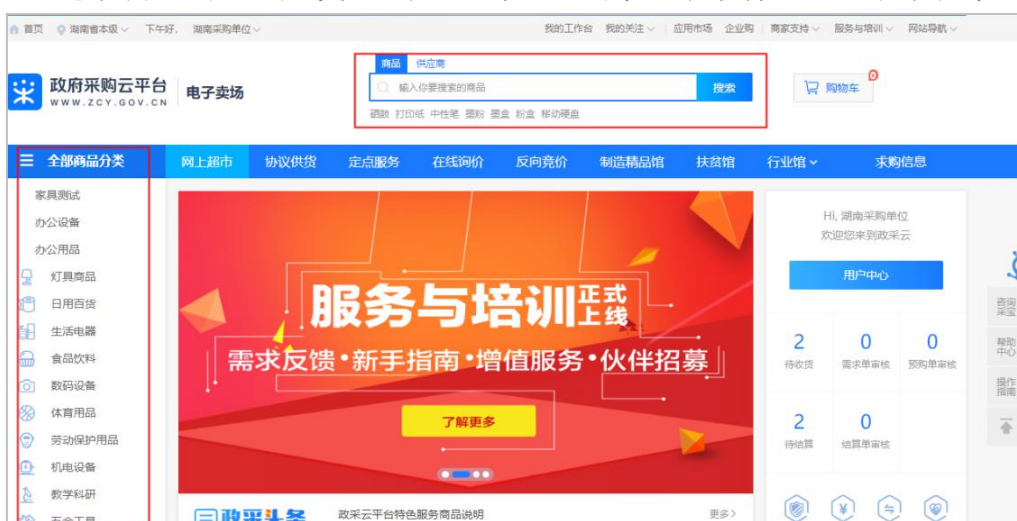 首页 湖南省本级 下午好， 湖南采购单位 我的工作台 我的关注 应用市场 企业购 商家支持 服务与培训 网站导航
商品 供应商
政府采购云平台 电子卖场
WWW.ZCY.GOV.CN
输入你要搜索的商品 搜索 购物车 0
硒鼓 打印纸 中性笔 墨粉 墨盒 粉盒 移动硬盘
全部商品分类 网上超市 协议供货 定点服务 在线询价 反向竞价 制造精品馆 扶贫馆 行业馆 求购信息
家具测试
办公设备
办公用品
灯具商品
日用百货
生活电器
食品饮料
数码设备
体育用品
劳动保护用品
机电设备
教学科研
五金工具
服务与培训正式上线
需求反馈·新手指南·增值服务·伙伴招募
了解更多
政采头条 政采云平台特色服务商品说明 更多>
Hi, 湖南采购单位
欢迎您来到政采云
用户中心
2 0 0
待收货 需求单审核 预购单审核
2 0
待结算 结算单审核
咨询
采宝
帮助
中心
操作
指南